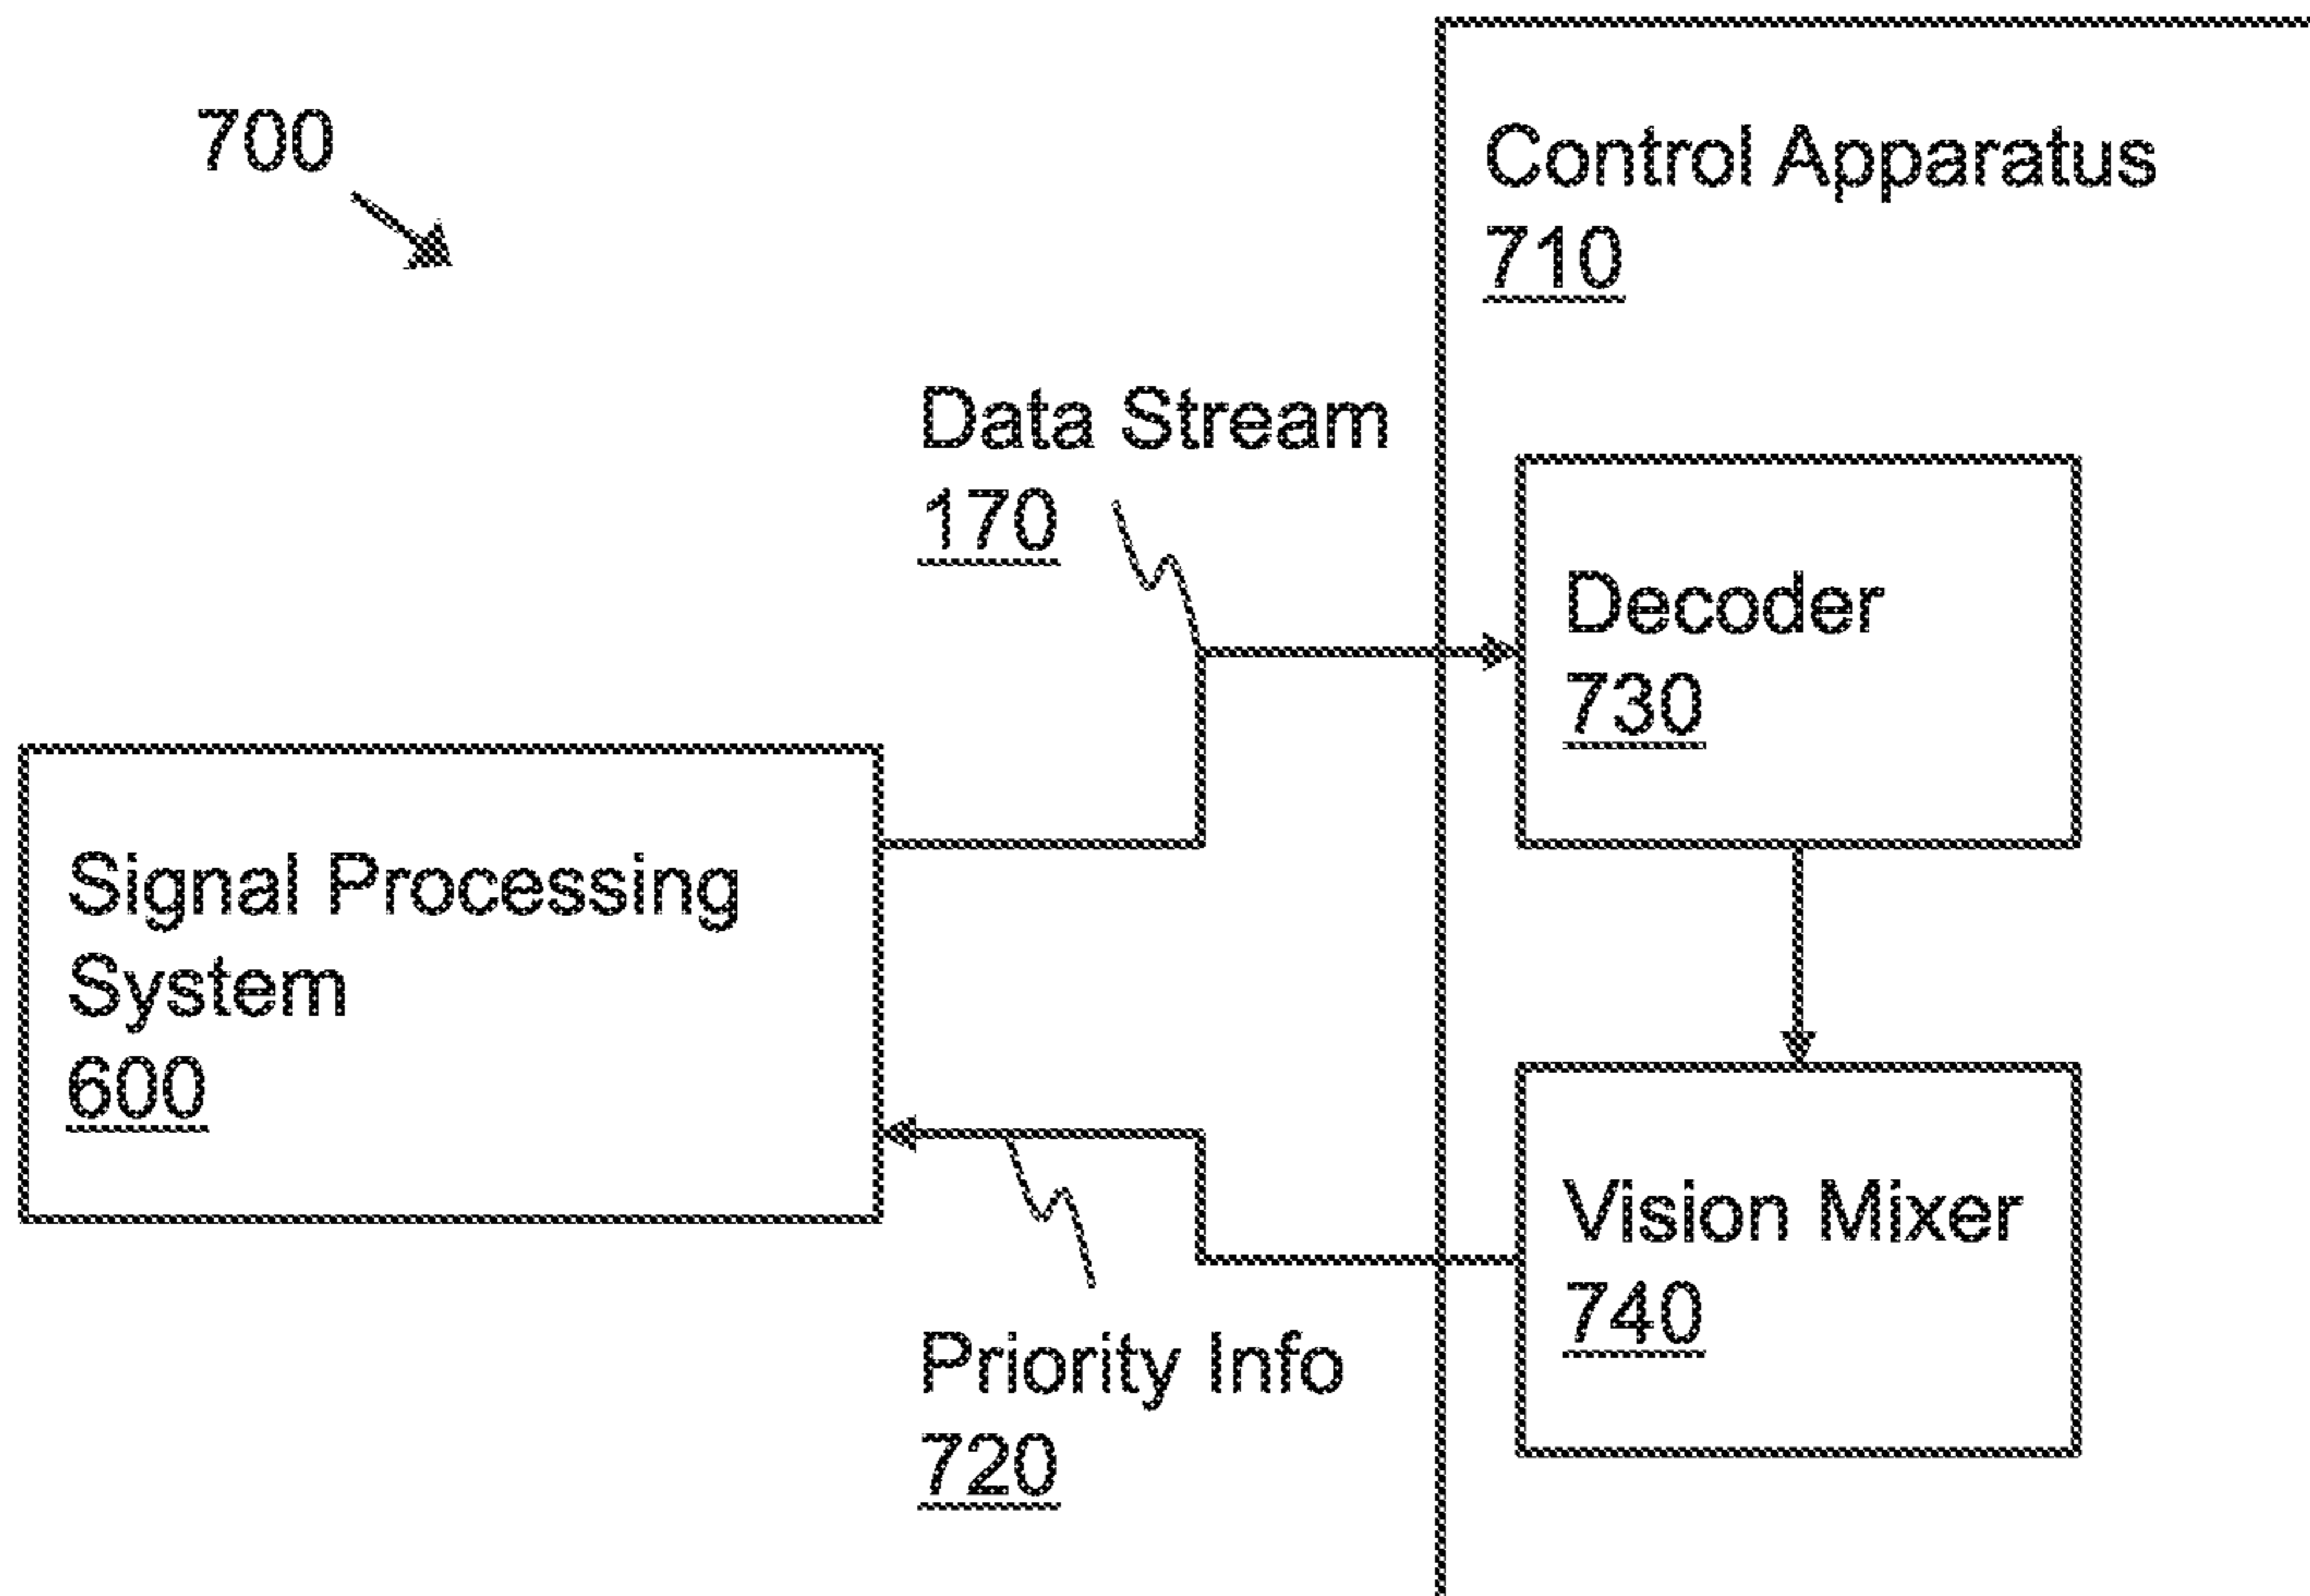 700
Control Apparatus
710
Data Stream
170
Decoder
730
Signal Processing
System
600
Vision Mixer
740
Priority Info
720